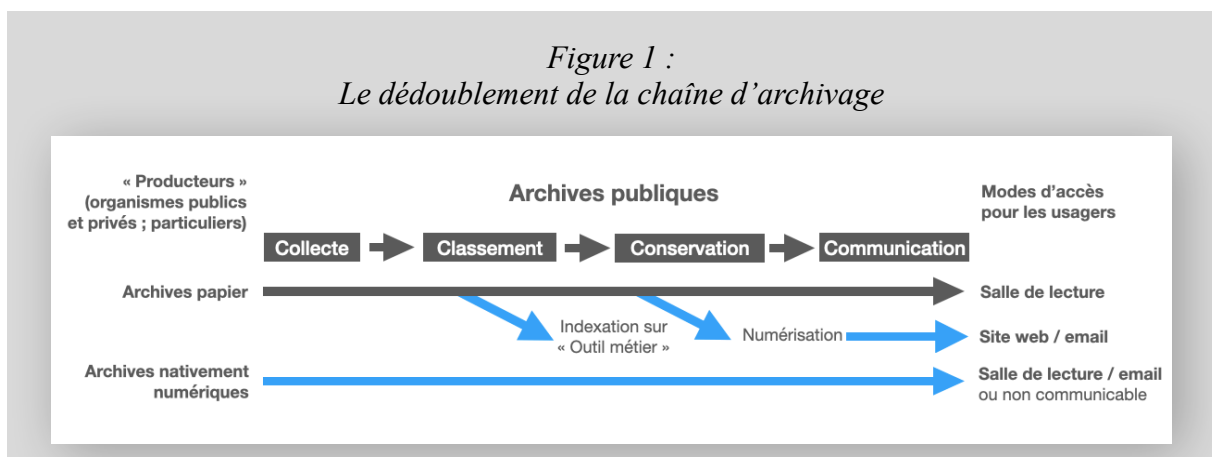 Figure 1 :
Le dédoublement de la chaîne d’archivage
« Producteurs »
(organismes publics
et privés ; particuliers)
Archives publiques
Modes d’accès
pour les usagers
Collecte
Classement
Conservation
Communication
Archives papier
Salle de lecture
Indexation sur
« Outil métier »
Numérisation
Site web / email
Archives nativement
numériques
Salle de lecture / email
ou non communicable